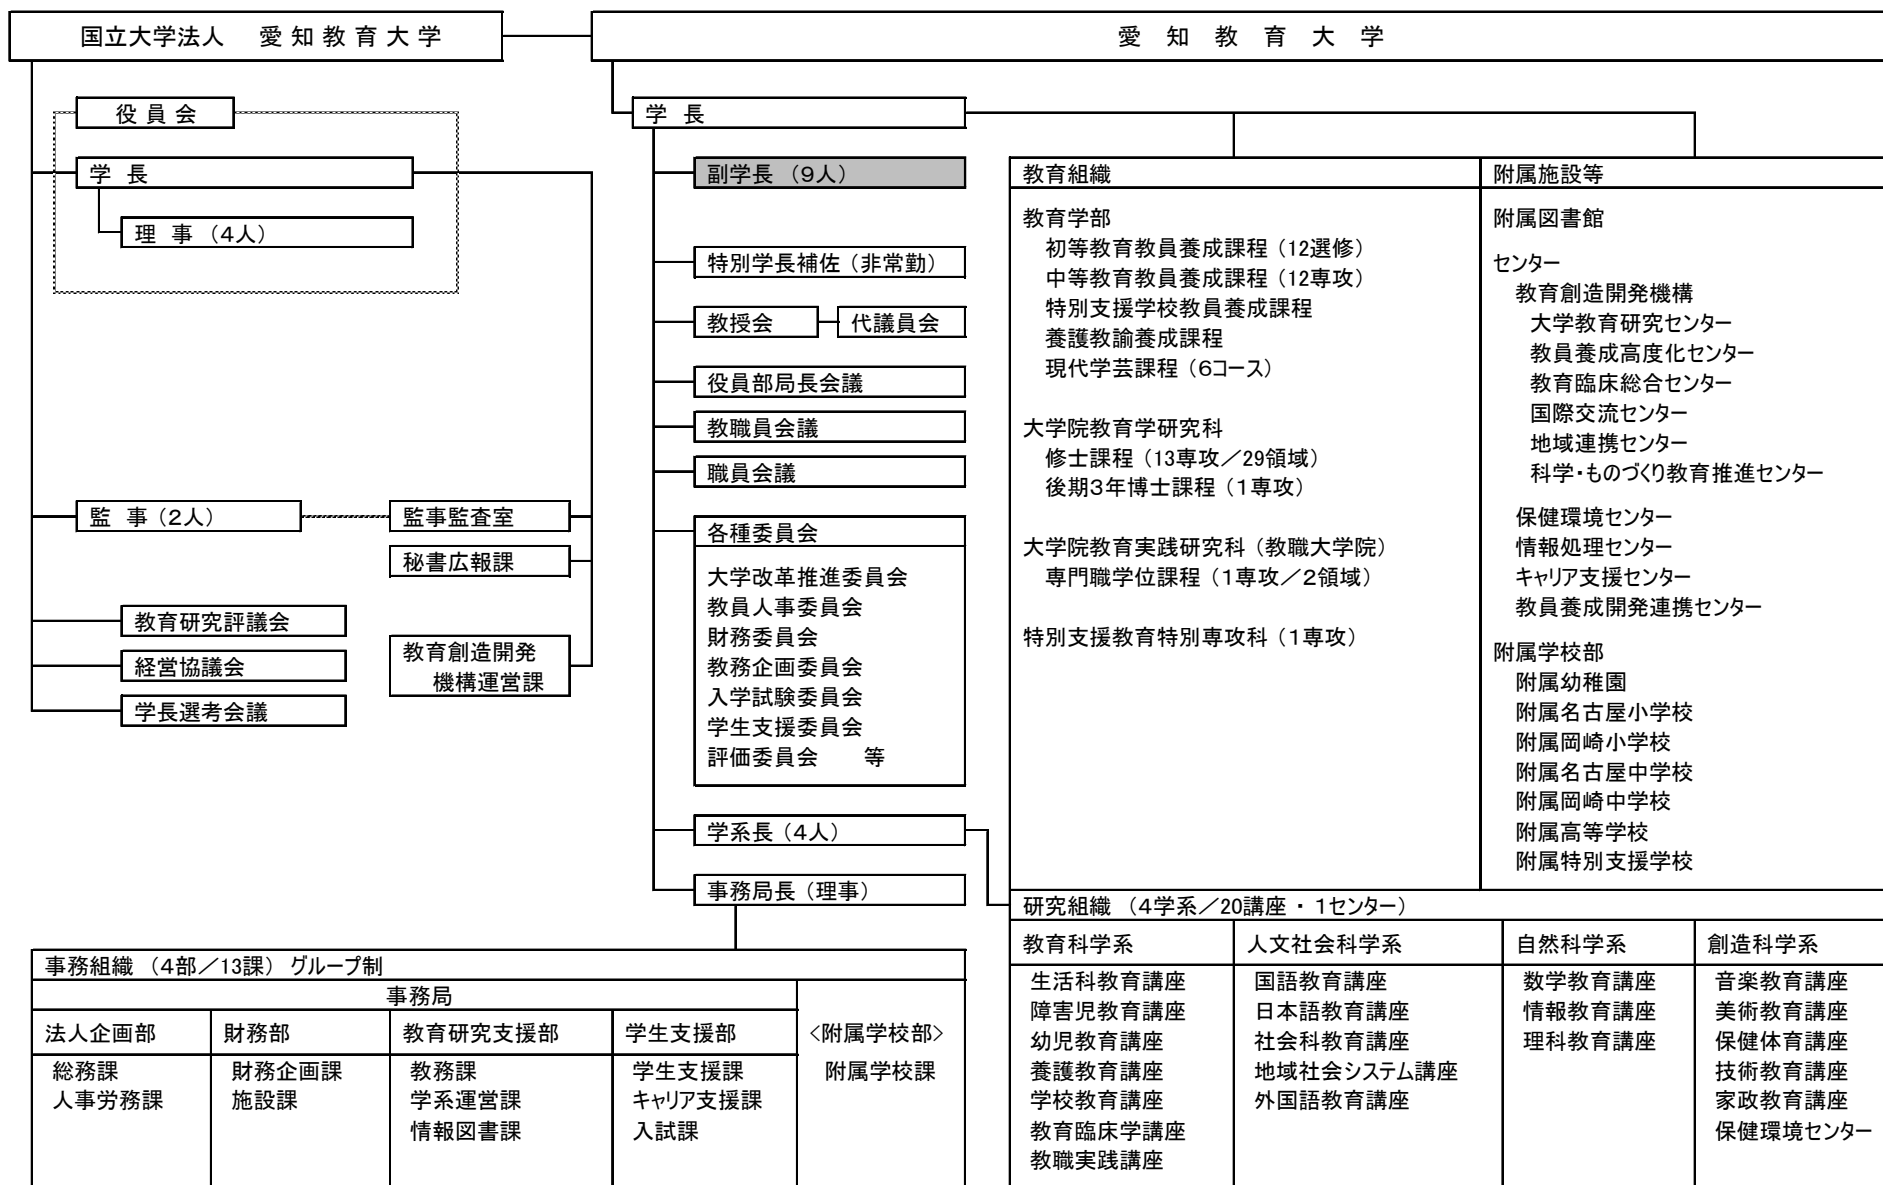 国立大学法人　愛 知 教 育 大 学
愛　知　教　育　大　学
役 員 会
学　長
理　事 （4人）
監　事 （2人）
監事監査室
秘書広報課
教育創造開発
機構運営課
教育研究評議会
経営協議会
学長選考会議
学　長
副学長 （9人）
特別学長補佐（非常勤）
教授会
代議員会
役員部局長会議
教職員会議
職員会議
各種委員会
大学改革推進委員会
教員人事委員会
財務委員会
教務企画委員会
入学試験委員会
学生支援委員会
評価委員会　　等
学系長（4人）
事務局長（理事）
教育組織
教育学部
初等教育教員養成課程（12選修）
中等教育教員養成課程（12専攻）
特別支援学校教員養成課程
養護教諭養成課程
現代学芸課程（6コース）
大学院教育学研究科
修士課程（13専攻／29領域）
後期3年博士課程（1専攻）
大学院教育実践研究科（教職大学院）
専門職学位課程（1専攻／2領域）
特別支援教育特別専攻科（1専攻）
附属施設等
附属図書館
センター
教育創造開発機構
大学教育研究センター
教員養成高度化センター
教育臨床総合センター
国際交流センター
地域連携センター
科学・ものづくり教育推進センター
保健環境センター
情報処理センター
キャリア支援センター
教員養成開発連携センター
附属学校部
附属幼稚園
附属名古屋小学校
附属岡崎小学校
附属名古屋中学校
附属岡崎中学校
附属高等学校
附属特別支援学校
研究組織 （4学系／20講座 ・ 1センター）
教育科学系
生活科教育講座
障害児教育講座
幼児教育講座
養護教育講座
学校教育講座
教育臨床学講座
教職実践講座
人文社会科学系
国語教育講座
日本語教育講座
社会科教育講座
地域社会システム講座
外国語教育講座
自然科学系
数学教育講座
情報教育講座
理科教育講座
創造科学系
音楽教育講座
美術教育講座
保健体育講座
技術教育講座
家政教育講座
保健環境センター
事務組織 （4部／13課） グループ制
事務局
法人企画部
総務課
人事労務課
財務部
財務企画課
施設課
教育研究支援部
教務課
学系運営課
情報図書課
学生支援部
学生支援課
キャリア支援課
入試課
＜附属学校部＞
附属学校課